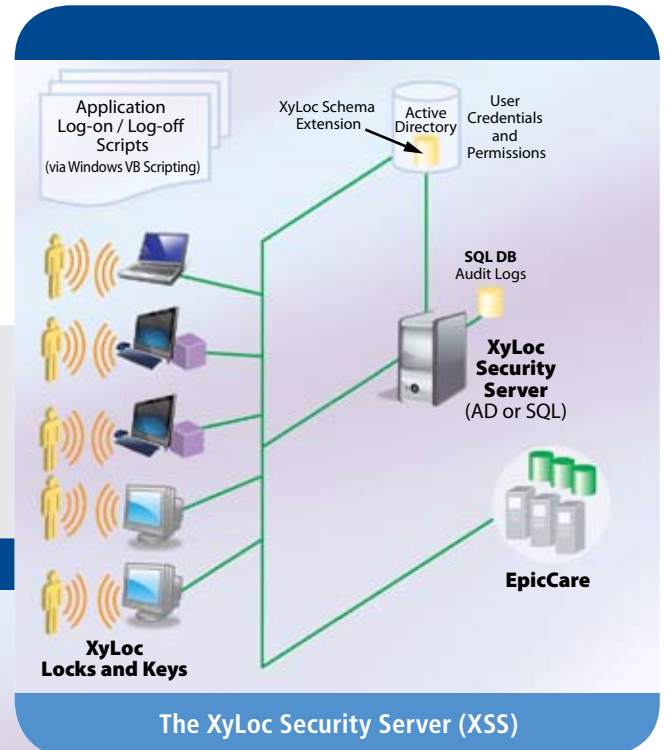 Application
Log-on / Log-off
Scripts
(via Windows VB Scripting)
XyLoc Schema
Extension
Active
Directory
User
Credentials
and
Permissions
SQL DB
Audit Logs
XyLoc
Security
Server
(AD or SQL)
EpicCare
XyLoc
Locks and Keys
The XyLoc Security Server (XSS)